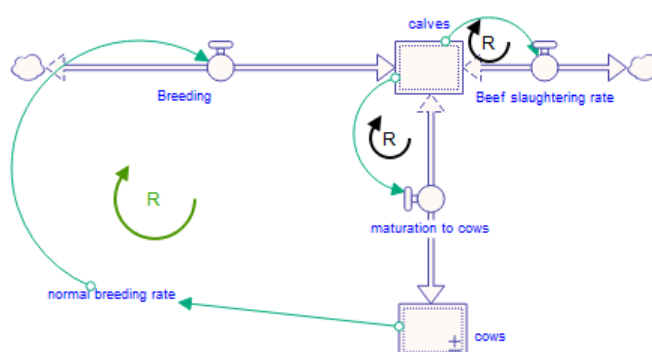 calves
R
Breeding
Beef slaughtering rate
R
R
maturation to cows
normal breeding rate
cows